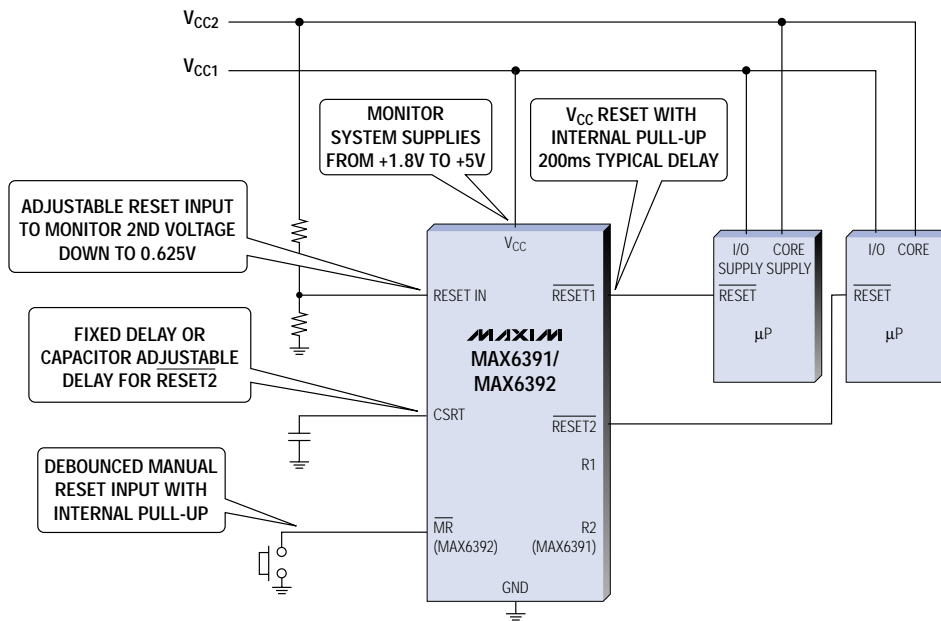 VCC2
VCC1
MONITOR
SYSTEM SUPPLIES
FROM +1.8V TO +5V
VCC RESET WITH
INTERNAL PULL-UP
200ms TYPICAL DELAY
ADJUSTABLE RESET INPUT
TO MONITOR 2ND VOLTAGE
DOWN TO 0.625V
FIXED DELAY OR
CAPACITOR ADJUSTABLE
DELAY FOR RESET2
DEBOUNCED MANUAL
RESET INPUT WITH
INTERNAL PULL-UP
VCC
RESET IN
RESET1
MAXIM
MAX6391/
MAX6392
CSRT
RESET2
R1
MR
(MAX6392)
R2
(MAX6391)
GND
I/O CORE
SUPPLY SUPPLY
RESET
μP
I/O CORE
RESET
μP